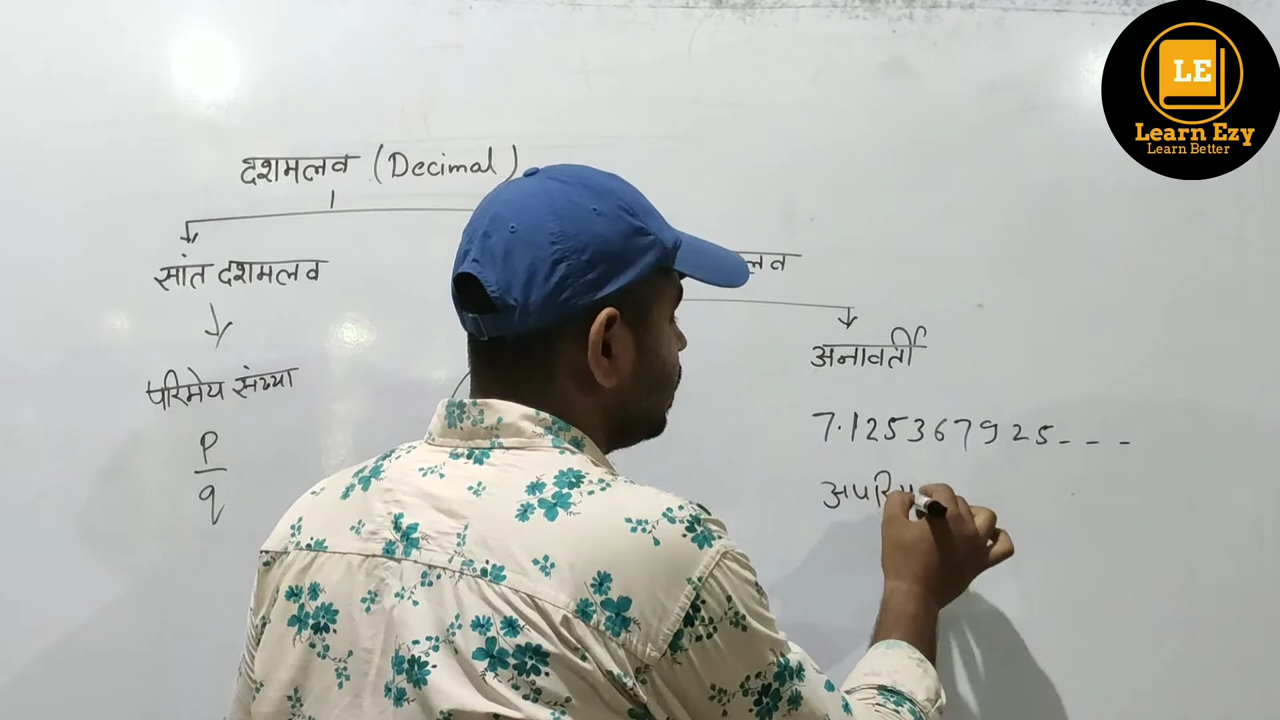 दशमलव (Decimal)
सांत दशमलव
परिमेय संख्या
P
q
अनावर्ती
7.125367925---
LE
Learn Ezy
Learn Better